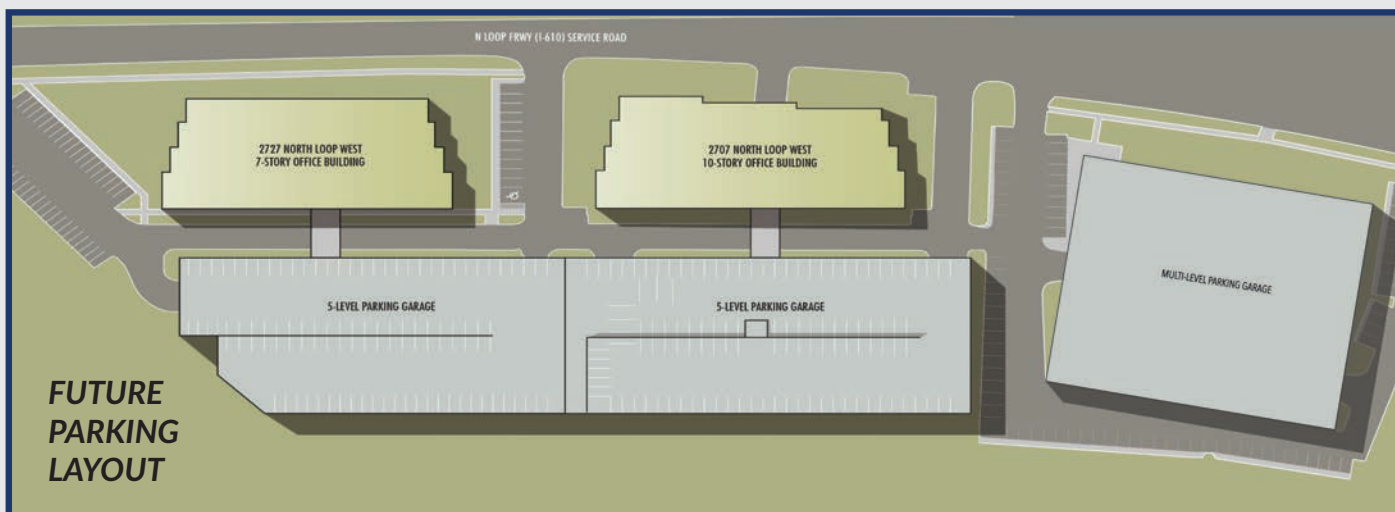 N LOOP FRWY (I-610) SERVICE ROAD
2727 NORTH LOOP WEST
7-STORY OFFICE BUILDING
2707 NORTH LOOP WEST
10-STORY OFFICE BUILDING
MULTI-LEVEL PARKING GARAGE
5-LEVEL PARKING GARAGE
5-LEVEL PARKING GARAGE
FUTURE
PARKING
LAYOUT